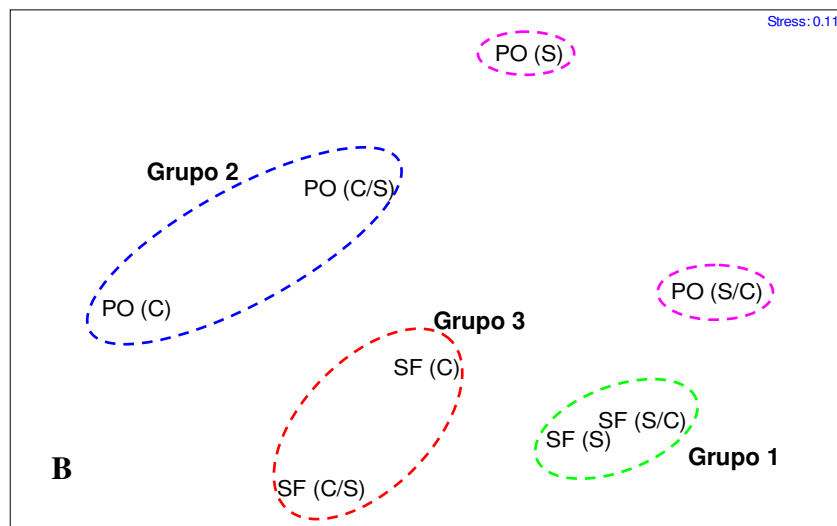 Stress: 0.11
PO (S)
Grupo 2
PO (C/S)
PO (S/C)
PO (C)
Grupo 3
SF (C)
SF (S/C)
SF (S)
Grupo 1
B
SF (C/S)